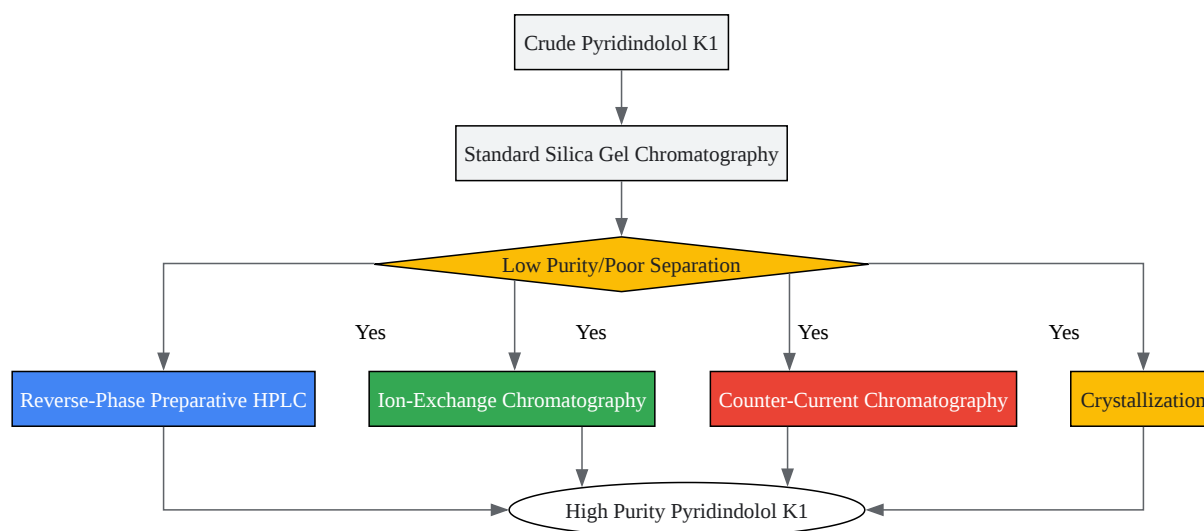 Crude Pyridindolol K1
Standard Silica Gel Chromatography
Low Purity/Poor Separation
Yes
Yes
Yes
Yes
Reverse-Phase Preparative HPLC
Ion-Exchange Chromatography
Counter-Current Chromatography
Crystallization
High Purity Pyridindolol K1